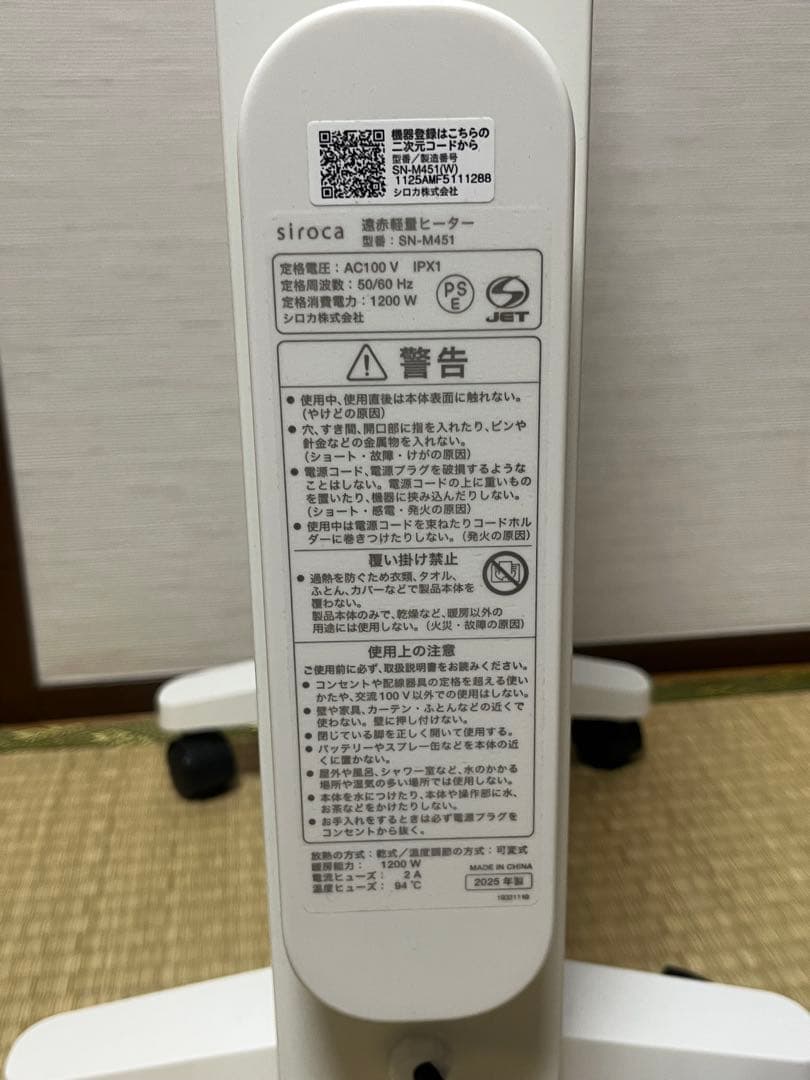 機器登録はこちらの
二次元コードから
型番／製造番号
SN-M451(W)
1125AMF5111288
シロカ株式会社
siroca 遠赤軽量ヒーター
型番：SN-M451
定格電圧：AC100 V IPX1
定格周波数：50/60 Hz
定格消費電力：1200 W
シロカ株式会社
PS
E
JET
警告
● 使用中、使用直後は本体表面に触れない。
（やけどの原因）
● 穴、すき間、開口部に指を入れたり、ピンや
針金などの金属物を入れない。
（ショート・故障・けがの原因）
● 電源コード、電源プラグを破損するような
ことはしない。電源コードの上に重いもの
を置いたり、機器に挟み込んだりしない。
（ショート・感電・発火の原因）
● 使用中は電源コードを束ねたりコードホル
ダーに巻きつけたりしない。（発火の原因）
覆い掛け禁止
● 過熱を防ぐため衣類、タオル、
ふとん、カバーなどで製品本体を
覆わない。
製品本体のみで、乾燥など、暖房以外の
用途には使用しない。（火災・故障の原因）
使用上の注意
ご使用前に必ず、取扱説明書をお読みください。
● コンセントや配線器具の定格を超える使い
かたや、交流100 V以外での使用はしない。
● 壁や家具、カーテン・ふとんなどの近くで
使わない。壁に押し付けない。
● 閉じている脚を正しく開いて使用する。
● バッテリーやスプレー缶などを本体の近
くに置かない。
● 屋外や風呂、シャワー室など、水のかかる
場所や湿気の多い場所では使用しない。
● 本体を水につけたり、本体や操作部に水、
お茶などをかけたりしない。
● お手入れをするときは必ず電源プラグを
コンセントから抜く。
放熱の方式：乾式／温度調節の方式：可変式
暖房能力： 1200 W
電流ヒューズ： 2 A
温度ヒューズ： 94 ℃
MADE IN CHINA
2025 年製